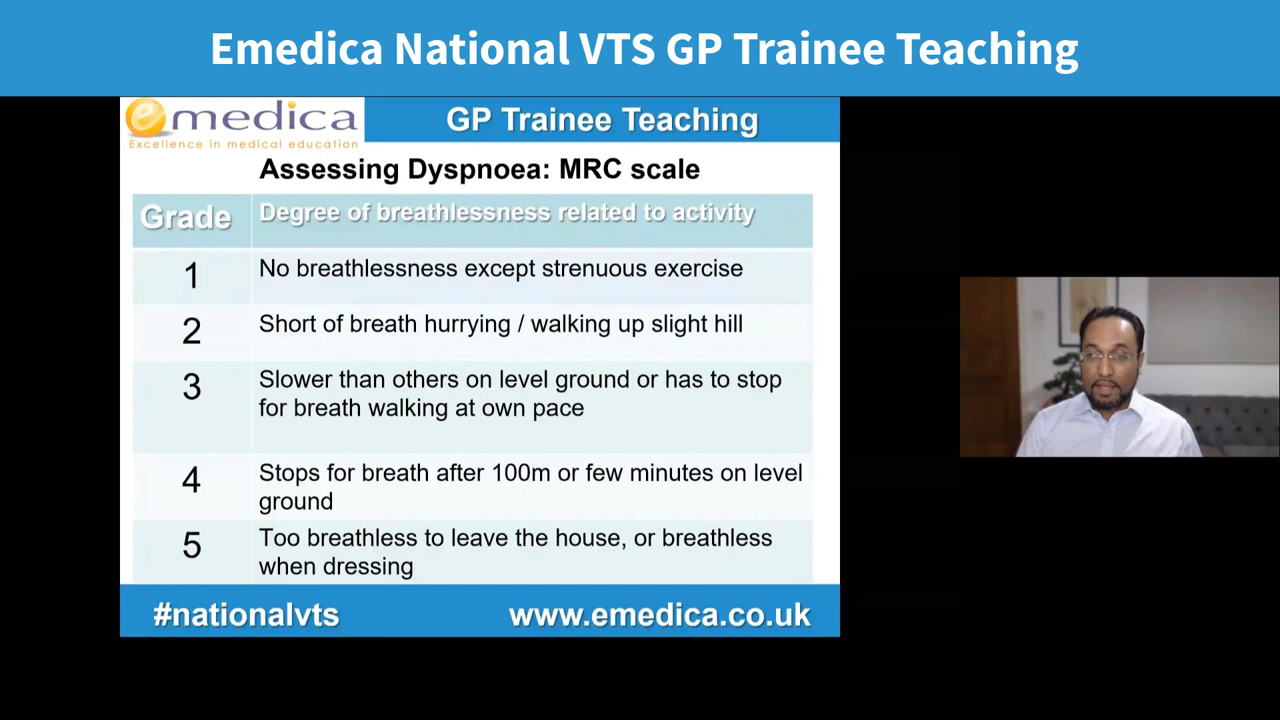 Emedica National VTS GP Trainee Teaching
emedica
Excellence in medical education
GP Trainee Teaching
Assessing Dyspnoea: MRC scale
Grade
Degree of breathlessness related to activity
1
No breathlessness except strenuous exercise
2
Short of breath hurrying / walking up slight hill
3
Slower than others on level ground or has to stop
for breath walking at own pace
4
Stops for breath after 100m or few minutes on level
ground
5
Too breathless to leave the house, or breathless
when dressing
#nationalvts
www.emedica.co.uk